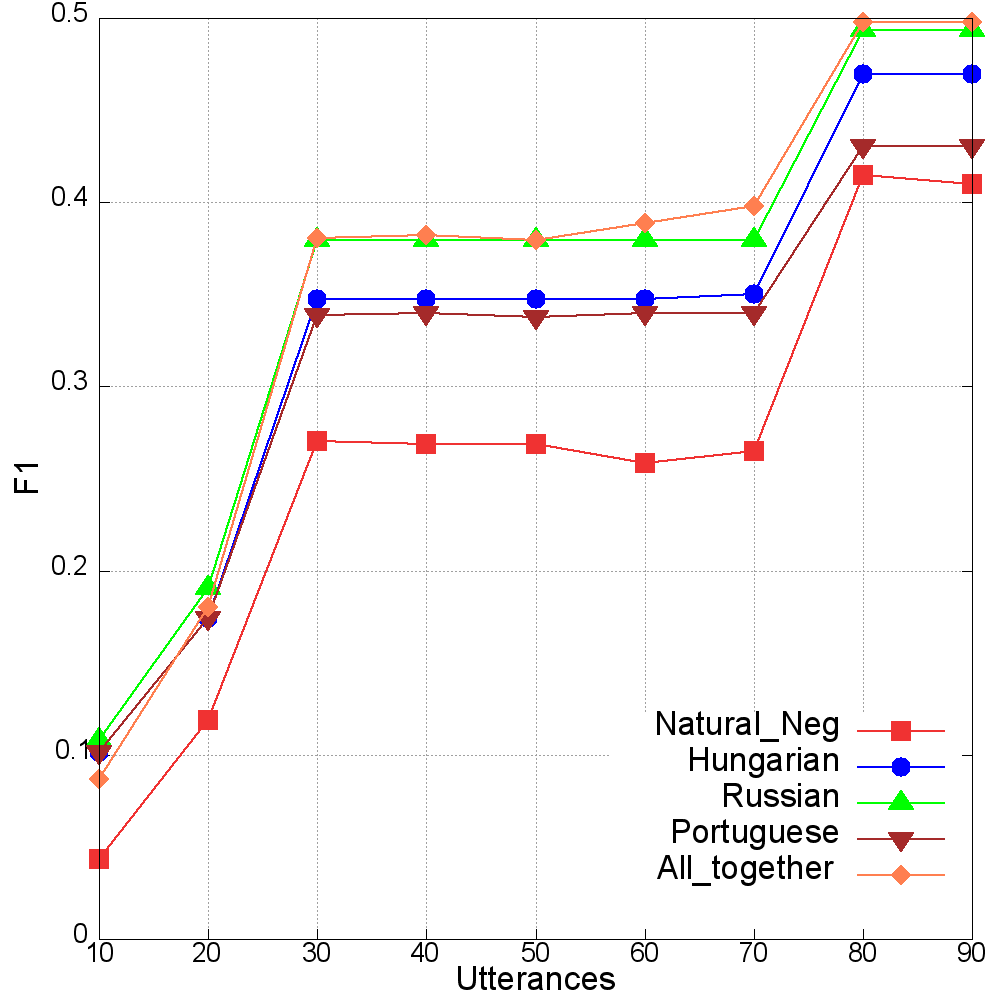 0.5
0.4
0.3
0.2
0.1
0
F1
10 20 30 40 50 60 70 80 90
Utterances
Natural_Neg
Hungarian
Russian
Portuguese
All_together